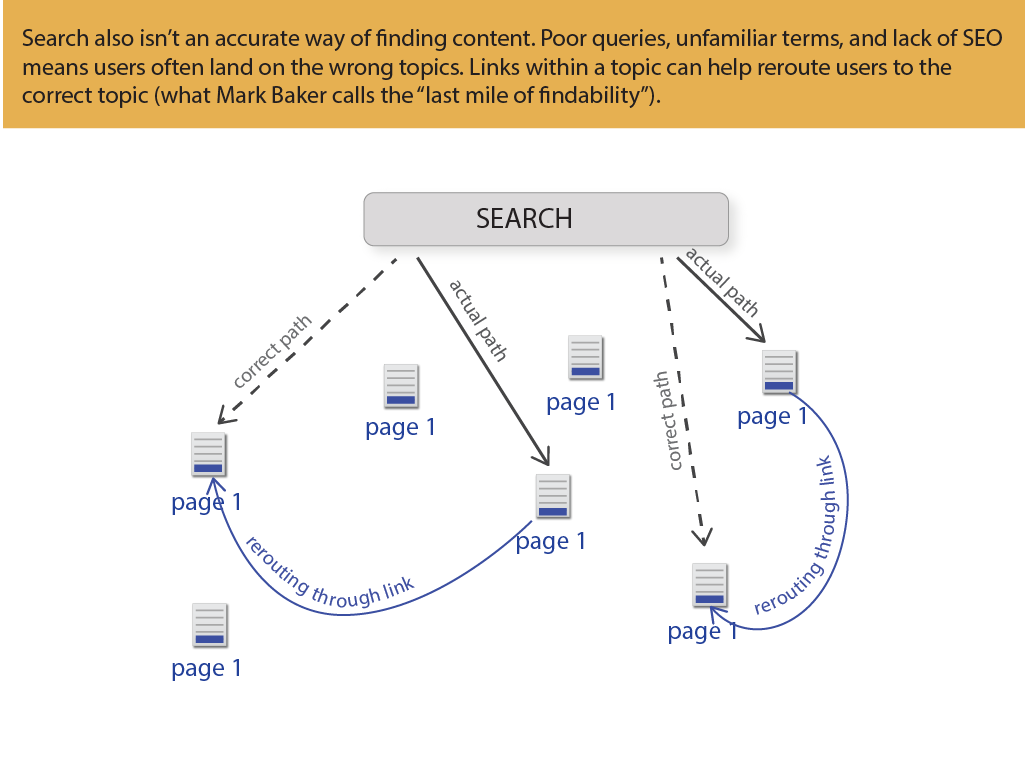 Search also isn’t an accurate way of finding content. Poor queries, unfamiliar terms, and lack of SEO
means users often land on the wrong topics. Links within a topic can help reroute users to the
correct topic (what Mark Baker calls the “last mile of findability”).
SEARCH
correct path
actual path
correct path
actual path
page 1
page 1
page 1
page 1
page 1
page 1
page 1
rerouting through link
rerouting through link